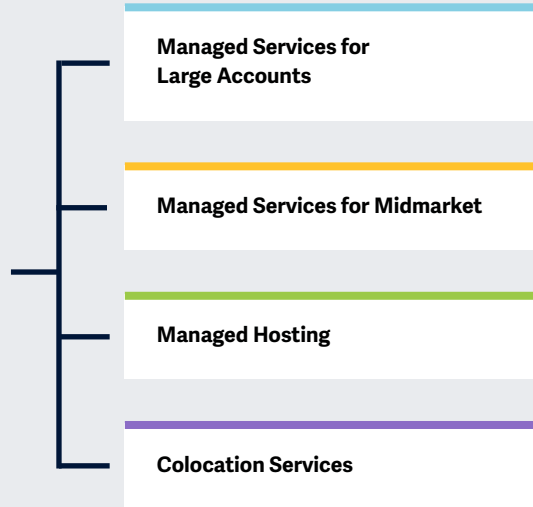 Managed Services for
Large Accounts
Managed Services for Midmarket
Managed Hosting
Colocation Services